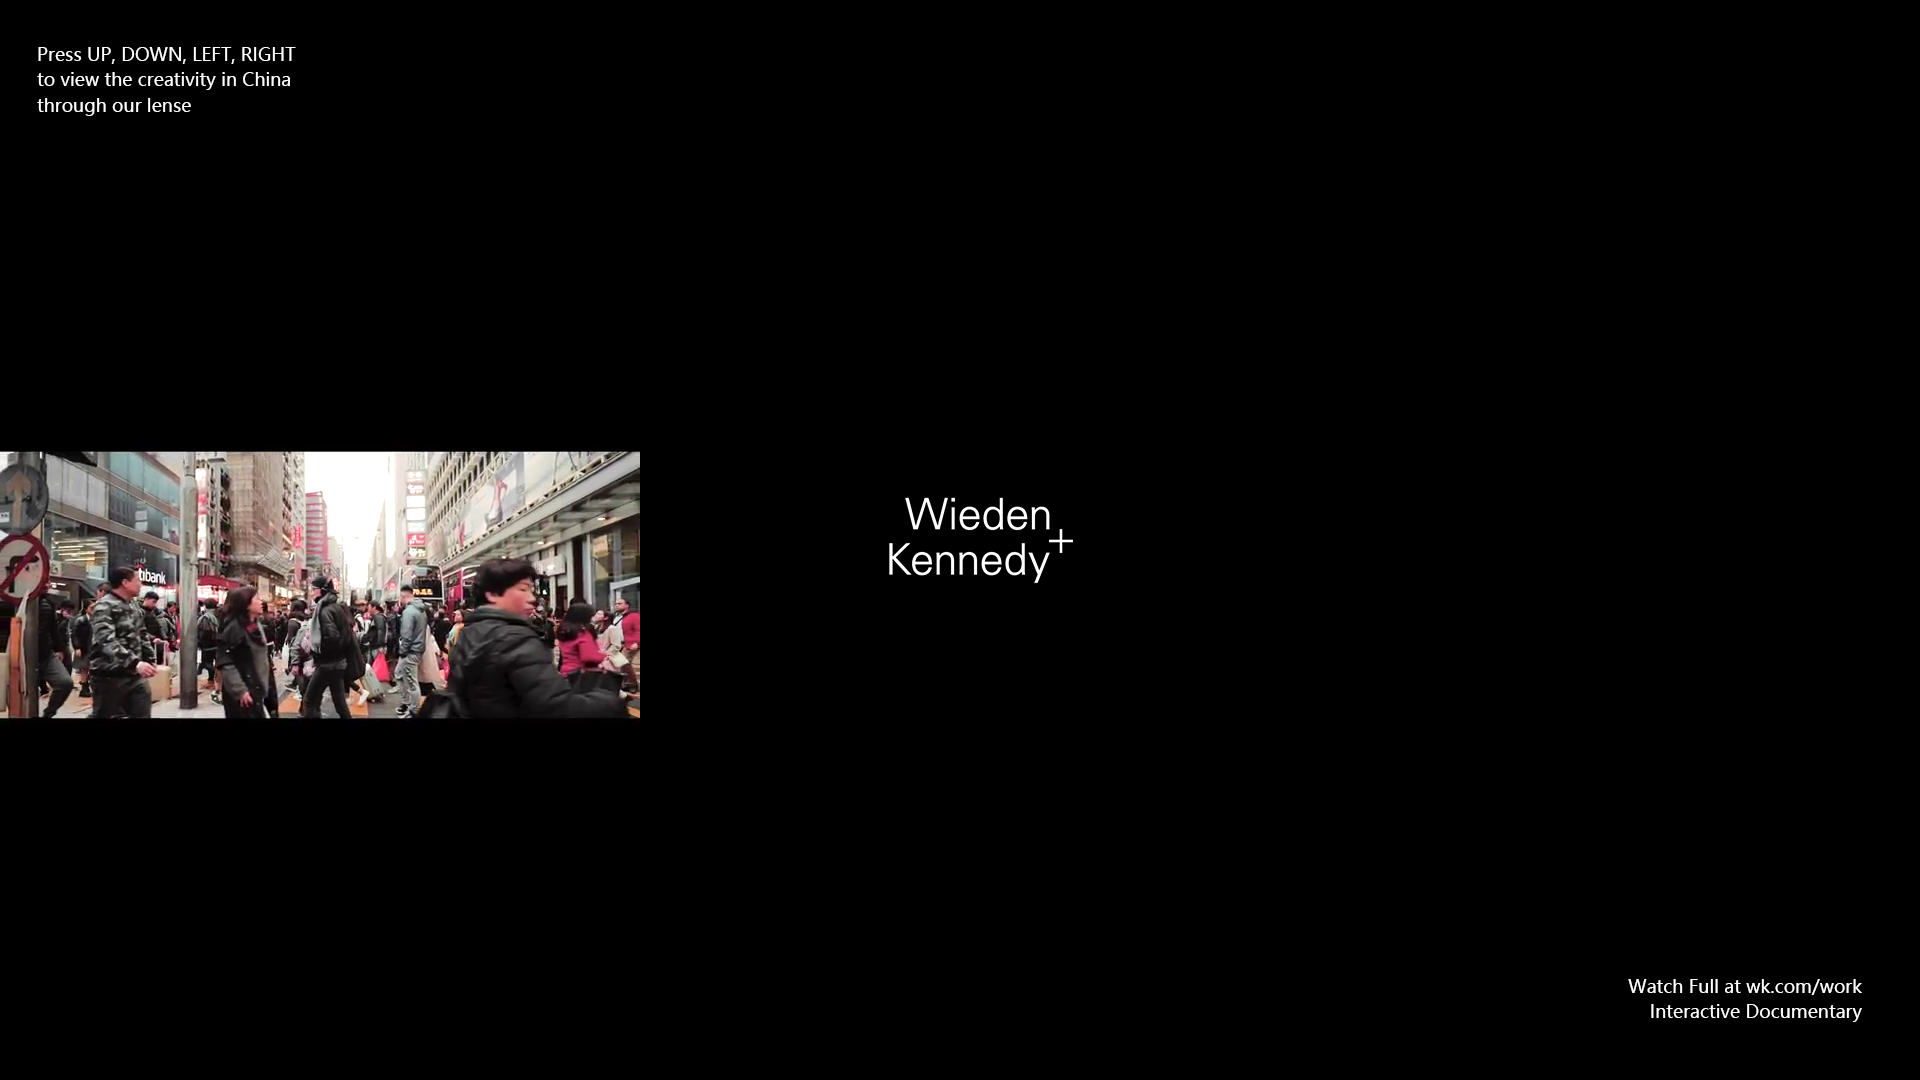 Press UP, DOWN, LEFT, RIGHT
to view the creativity in China
through our lense
tibank
Wieden
Kennedy+
Watch Full at wk.com/work
Interactive Documentary